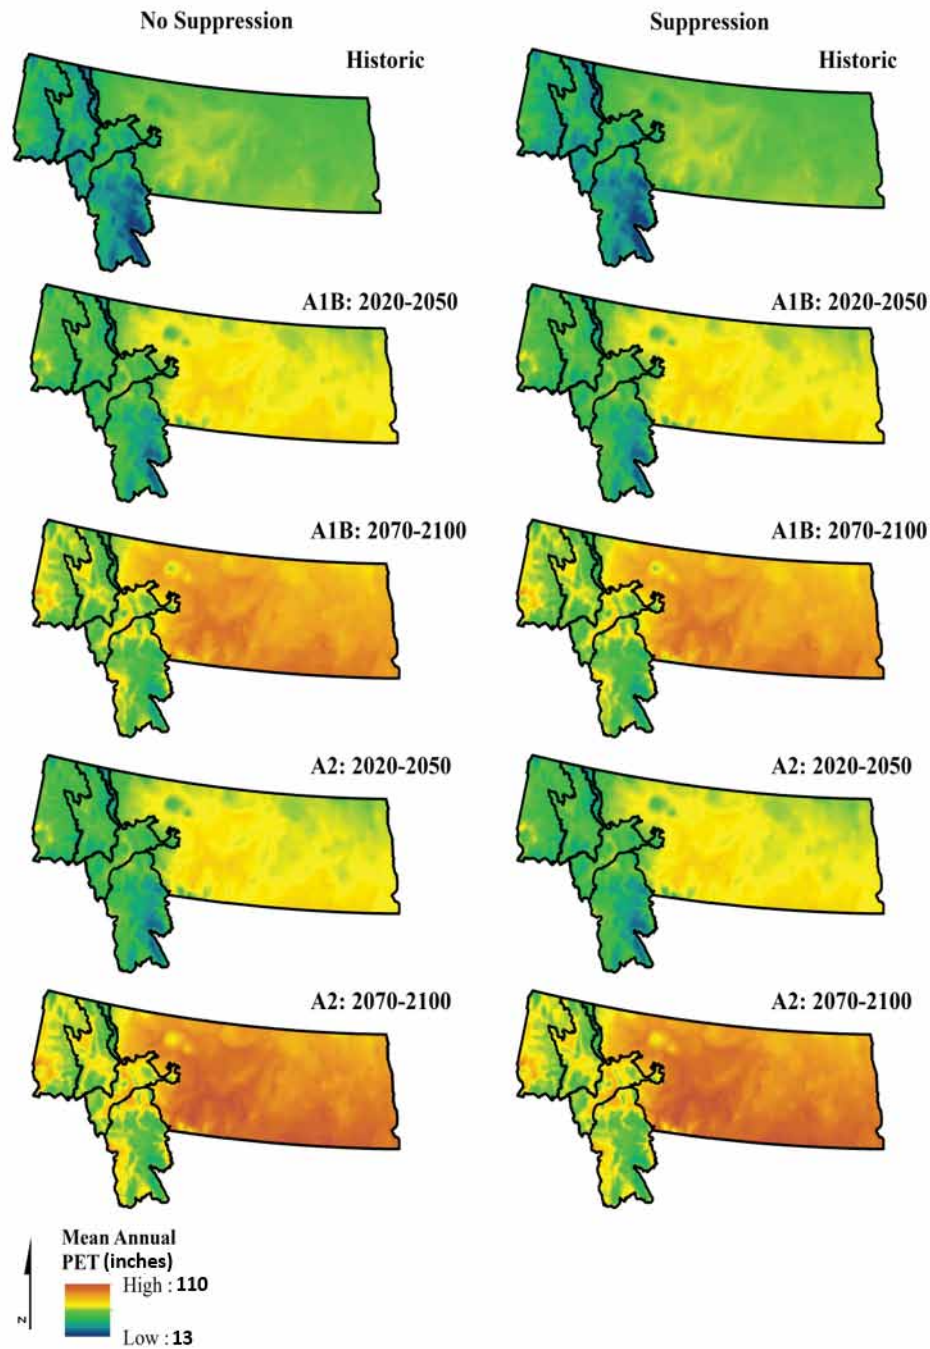 No Suppression
Suppression
Historic
Historic
A1B: 2020-2050
A1B: 2020-2050
A1B: 2070-2100
A1B: 2070-2100
A2: 2020-2050
A2: 2020-2050
A2: 2070-2100
A2: 2070-2100
Mean Annual
PET (inches)
High : 110
Low : 13
N